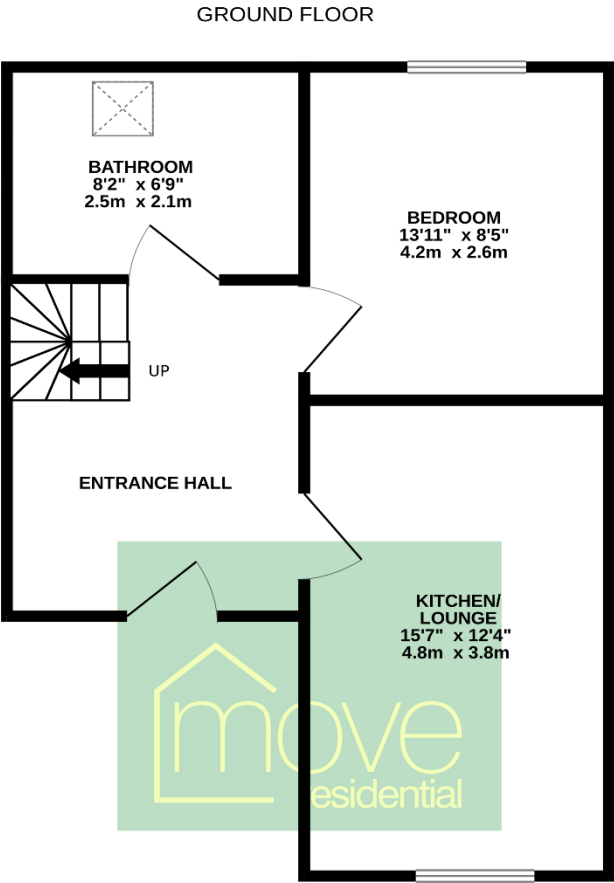 GROUND FLOOR
BATHROOM
8'2" x 6'9"
2.5m x 2.1m
BEDROOM
13'11" x 8'5"
4.2m x 2.6m
UP
ENTRANCE HALL
KITCHEN/
LOUNGE
15'7" x 12'4"
4.8m x 3.8m
move
residential